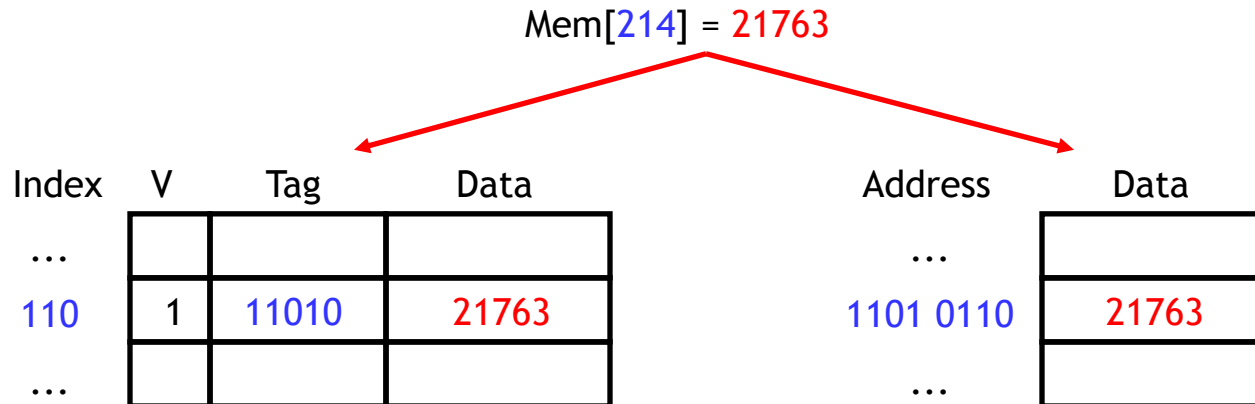 Mem[214] = 21763
Index V Tag Data Address Data
... ...
110 1 11010 21763 1101 0110 21763
... ...